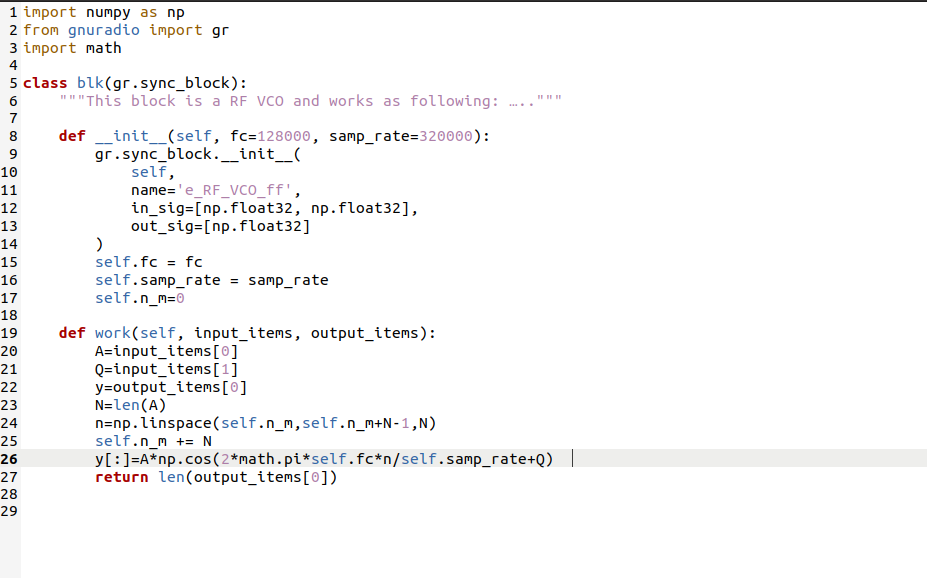 1 import numpy as np
2 from gnuradio import gr
3 import math
4
5 class blk(gr.sync_block):
6     """This block is a RF VCO and works as following: ….."""
7
8     def __init__(self, fc=128000, samp_rate=320000):
9         gr.sync_block.__init__(
10             self,
11             name='e_RF_VCO_ff',
12             in_sig=[np.float32, np.float32],
13             out_sig=[np.float32]
14         )
15         self.fc = fc
16         self.samp_rate = samp_rate
17         self.n_m=0
18
19     def work(self, input_items, output_items):
20         A=input_items[0]
21         Q=input_items[1]
22         y=output_items[0]
23         N=len(A)
24         n=np.linspace(self.n_m,self.n_m+N-1,N)
25         self.n_m += N
26         y[:]=A*np.cos(2*math.pi*self.fc*n/self.samp_rate+Q)
27         return len(output_items[0])
28
29